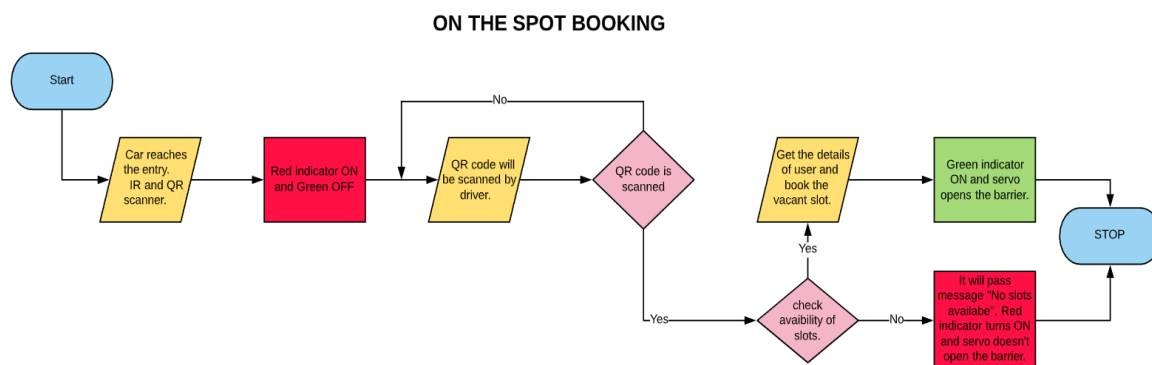 ON THE SPOT BOOKING
Start
No
Car reaches
the entry.
IR and QR
scanner.
Red indicator ON
and Green OFF
QR code will
be scanned by
driver.
QR code is
scanned
Get the details
of user and
book the
vacant slot.
Green indicator
ON and servo
opens the barrier.
STOP
Yes
Yes
check
avaibility of
slots.
No
It will pass
message "No slots
availabe". Red
indicator turns ON
and servo doesn't
open the barrier.